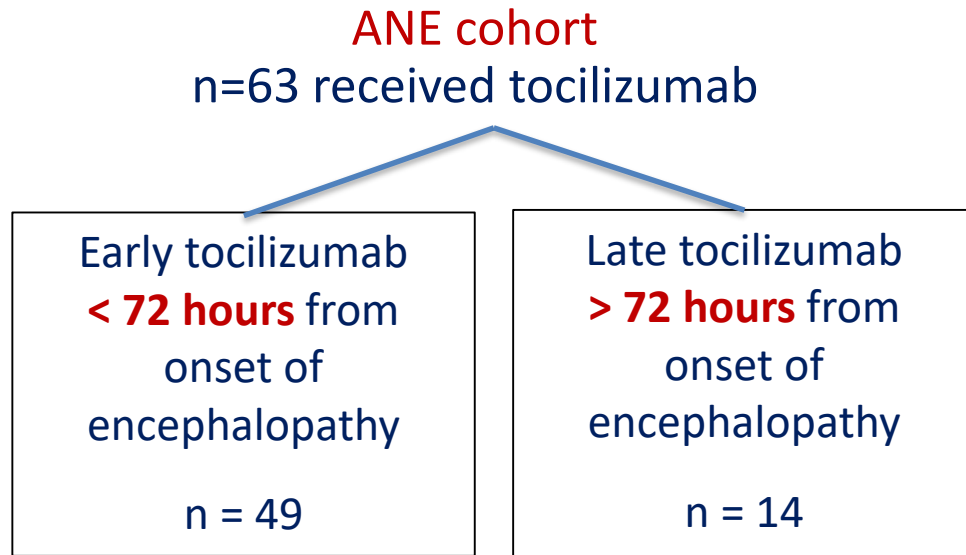 ANE cohort
n=63 received tocilizumab
Early tocilizumab
< 72 hours from
onset of
encephalopathy
n = 49
Late tocilizumab
> 72 hours from
onset of
encephalopathy
n = 14